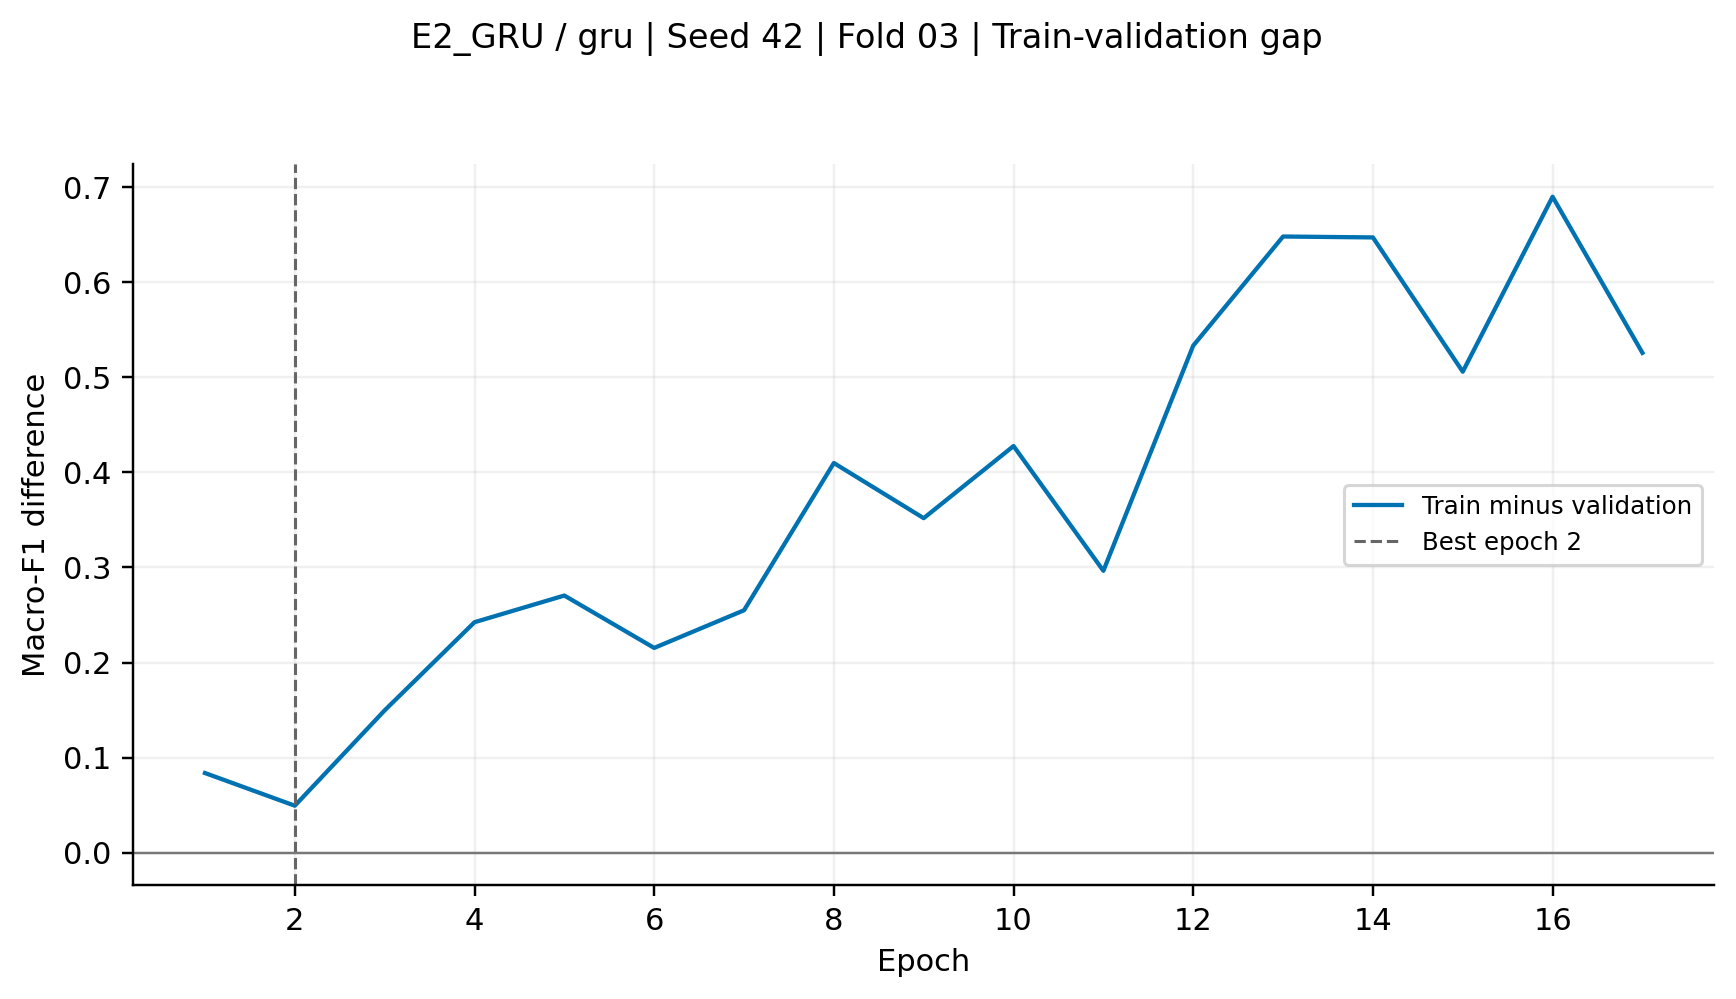 E2_GRU / gru | Seed 42 | Fold 03 | Train-validation gap
Macro-F1 difference
0.7
0.6
0.5
0.4
0.3
0.2
0.1
0.0
Train minus validation
Best epoch 2
2 4 6 8 10 12 14 16
Epoch